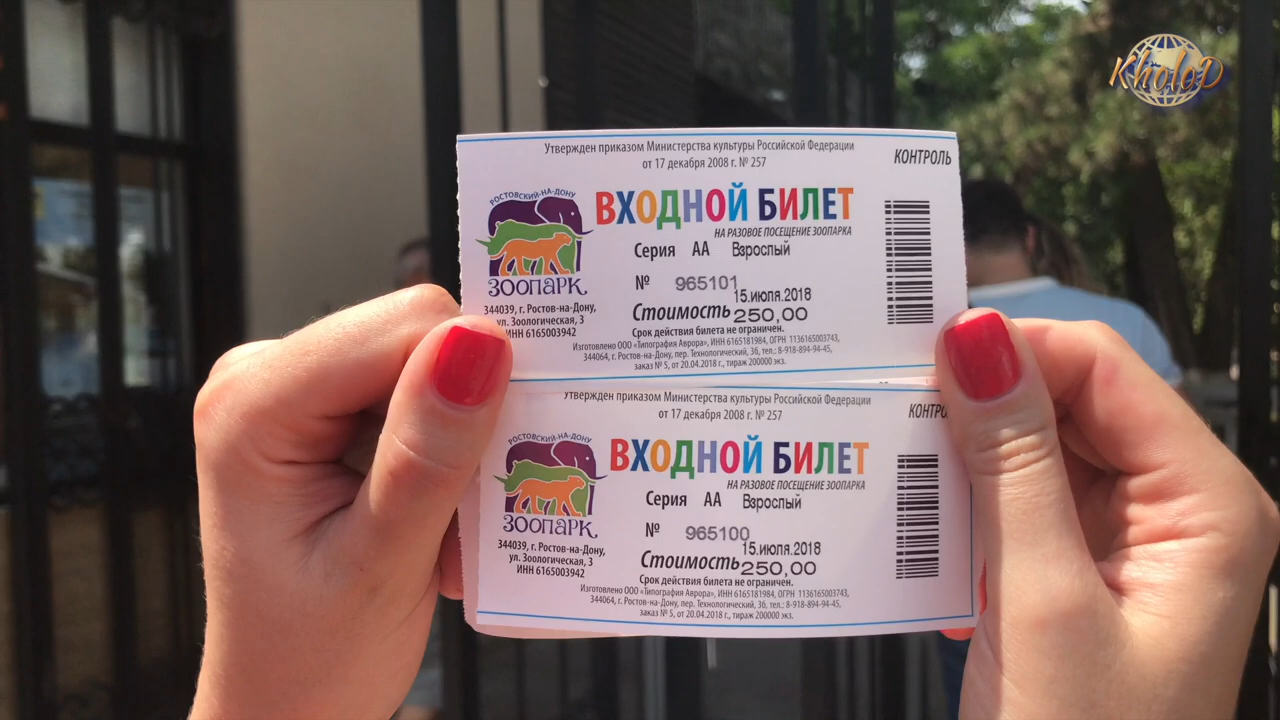 KholoD
Утвержден приказом Министерства культуры Российской Федерации
от 17 декабря 2008 г. № 257
КОНТРОЛЬ
РОСТОВСКИЙ-НА-ДОНУ
ЗООПАРК
ВХОДНОЙ БИЛЕТ
НА РАЗОВОЕ ПОСЕЩЕНИЕ ЗООПАРКА
Серия АА Взрослый
№ 965101
15.июля.2018
Стоимость 250,00
344039, г. Ростов-на-Дону,
ул. Зоологическая, 3
ИНН 6165003942
Срок действия билета не ограничен.
Изготовлено ООО «Типография Аврора», ИНН 6165181984, ОГРН 1136165003743,
344064, г. Ростов-на-Дону, пер. Технологический, 36, тел.: 8-918-894-94-45,
заказ № 5, от 20.04.2018 г., тираж 200000 экз.
Утвержден приказом Министерства культуры Российской Федерации
от 17 декабря 2008 г. № 257
КОНТРО
РОСТОВСКИЙ-НА-ДОНУ
ЗООПАРК
ВХОДНОЙ БИЛЕТ
НА РАЗОВОЕ ПОСЕЩЕНИЕ ЗООПАРКА
Серия АА Взрослый
№ 965100
15.июля.2018
Стоимость 250,00
344039, г. Ростов-на-Дону,
ул. Зоологическая, 3
ИНН 6165003942
Срок действия билета не ограничен.
Изготовлено ООО «Типография Аврора», ИНН 6165181984, ОГРН 1136165003743,
344064, г. Ростов-на-Дону, пер. Технологический, 36, тел.: 8-918-894-94-45,
заказ № 5, от 20.04.2018 г., тираж 200000 экз.